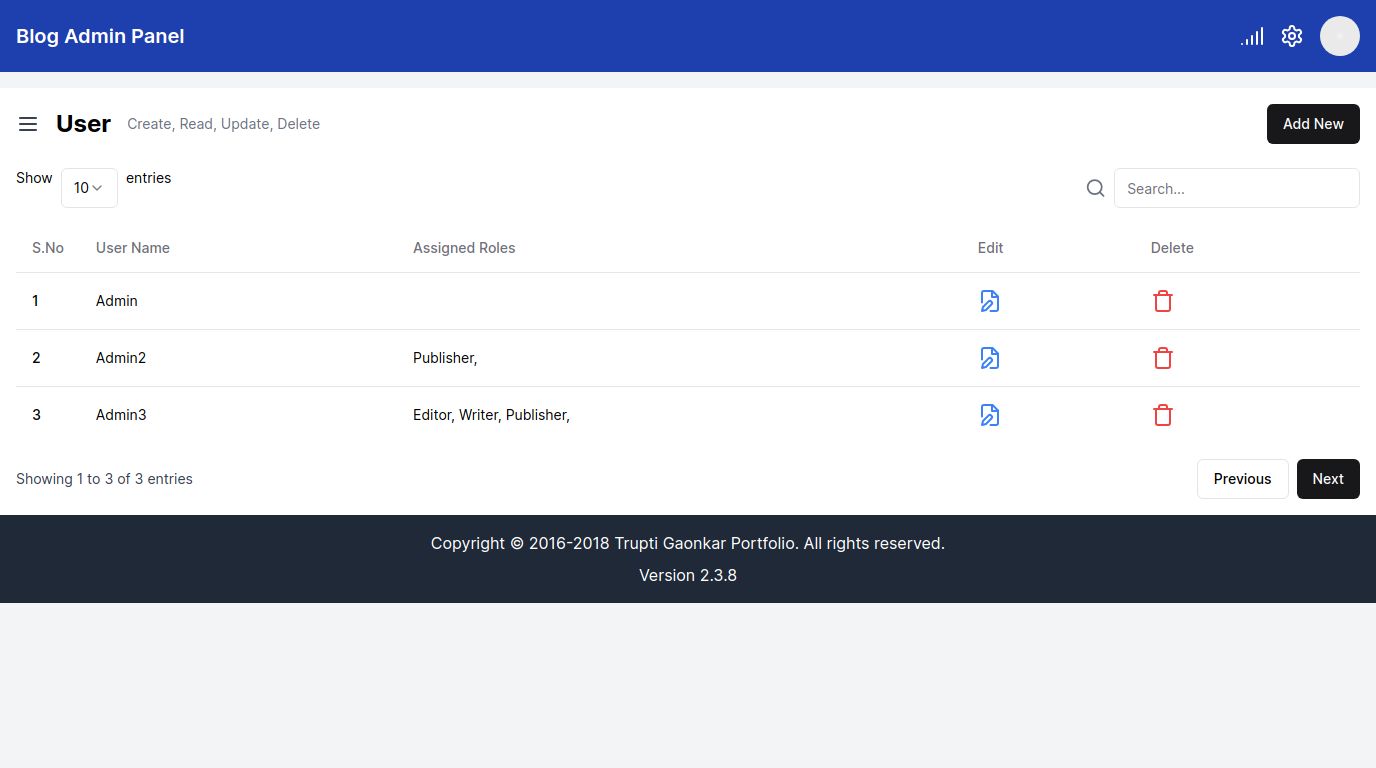 Blog Admin Panel
User Create, Read, Update, Delete Add New
Show 10 entries Search...
S.No User Name Assigned Roles Edit Delete
1 Admin
2 Admin2 Publisher,
3 Admin3 Editor, Writer, Publisher,
Showing 1 to 3 of 3 entries Previous Next
Copyright © 2016-2018 Trupti Gaonkar Portfolio. All rights reserved.
Version 2.3.8